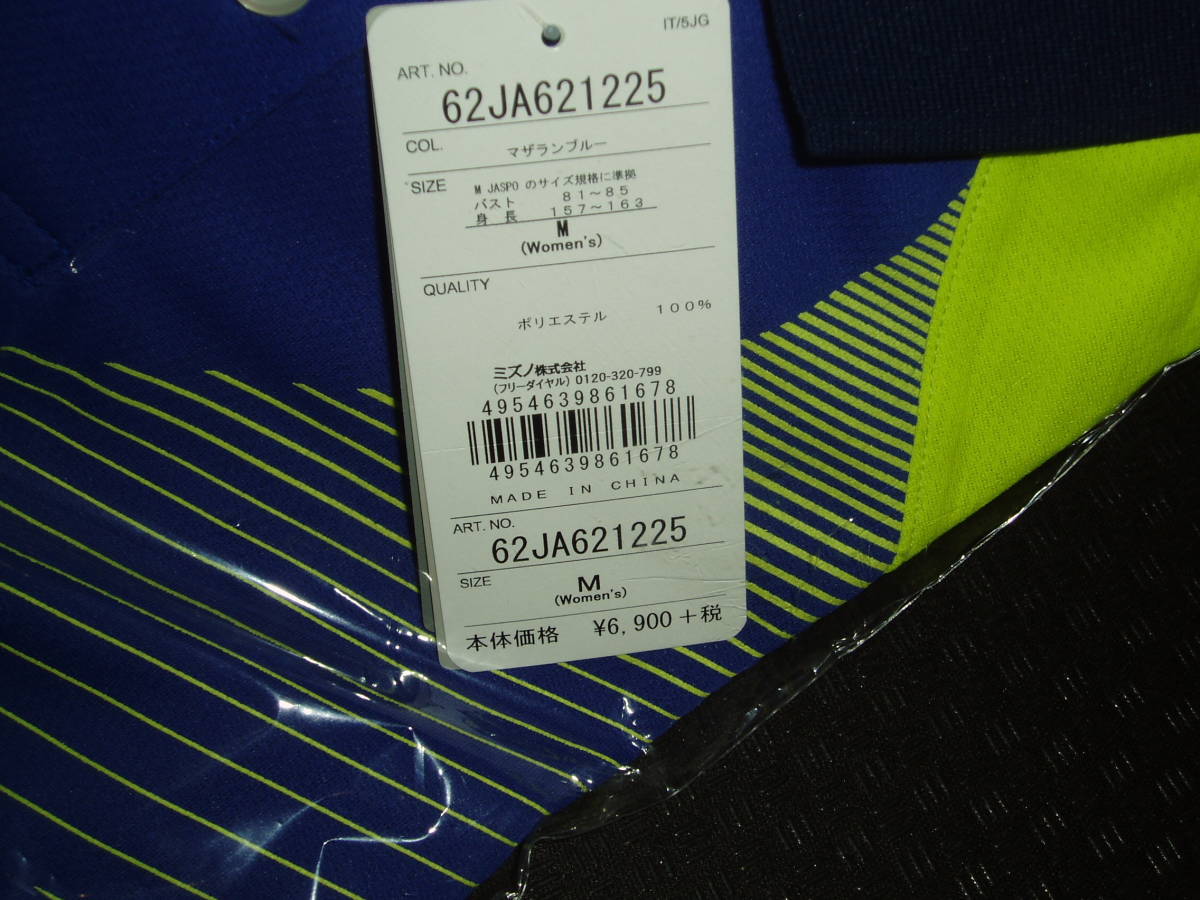 IT/5JG
ART. NO.
62JA621225
COL.
マザランブルー
SIZE
M JASPO のサイズ規格に準拠
バスト 81～85
身長 157～163
M
(Women's)
QUALITY
ポリエステル 100%
ミズノ株式会社
(フリーダイヤル) 0120-320-799
4954639861678
4954639861678
MADE IN CHINA
ART. NO.
62JA621225
SIZE
M
(Women's)
本体価格 ¥6,900+税